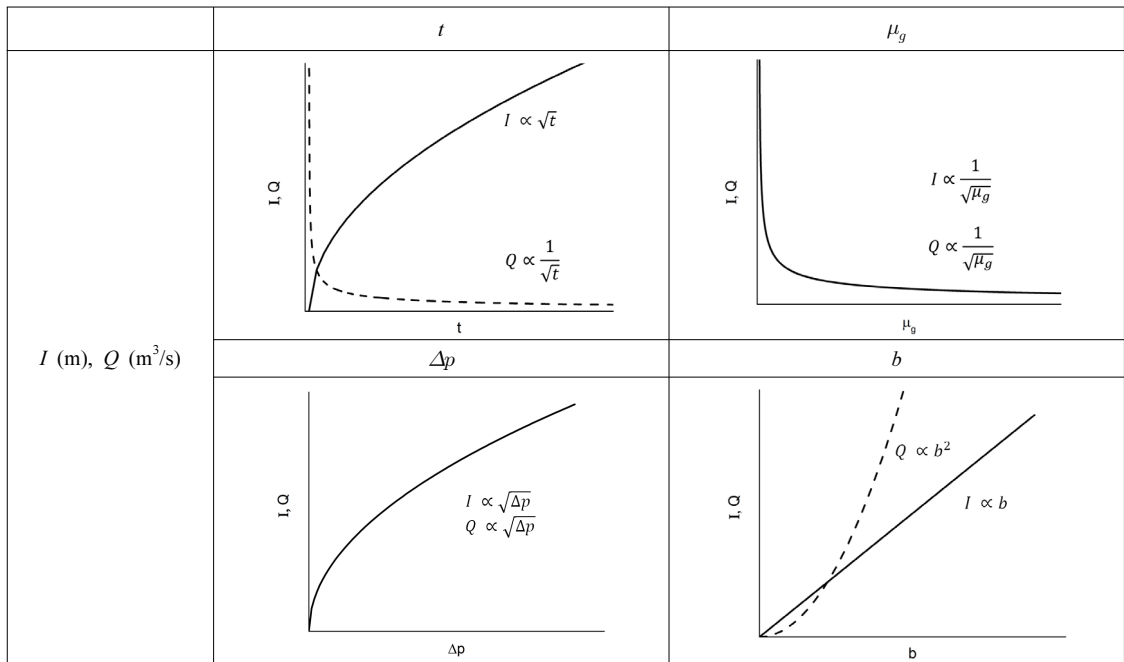 t
μg
I, Q
I ∝ √t
Q ∝ 1/√t
t
I, Q
I ∝ 1/√μg
Q ∝ 1/√μg
μg
I (m), Q (m³/s)
Δp
b
I, Q
I ∝ √Δp
Q ∝ √Δp
Δp
I, Q
Q ∝ b²
I ∝ b
b